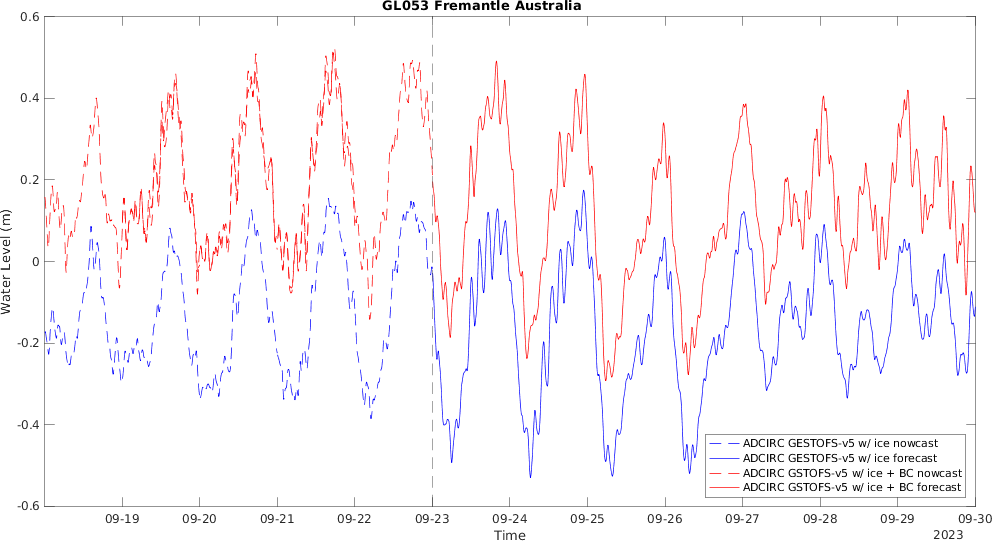 GL053 Fremantle Australia
0.6
0.4
0.2
0
-0.2
-0.4
-0.6
Water Level (m)
09-19 09-20 09-21 09-22 09-23 09-24 09-25 09-26 09-27 09-28 09-29 09-30
Time
2023
ADCIRC GESTOFS-v5 w/ ice nowcast
ADCIRC GESTOFS-v5 w/ ice forecast
ADCIRC GSTOFS-v5 w/ ice + BC nowcast
ADCIRC GSTOFS-v5 w/ ice + BC forecast